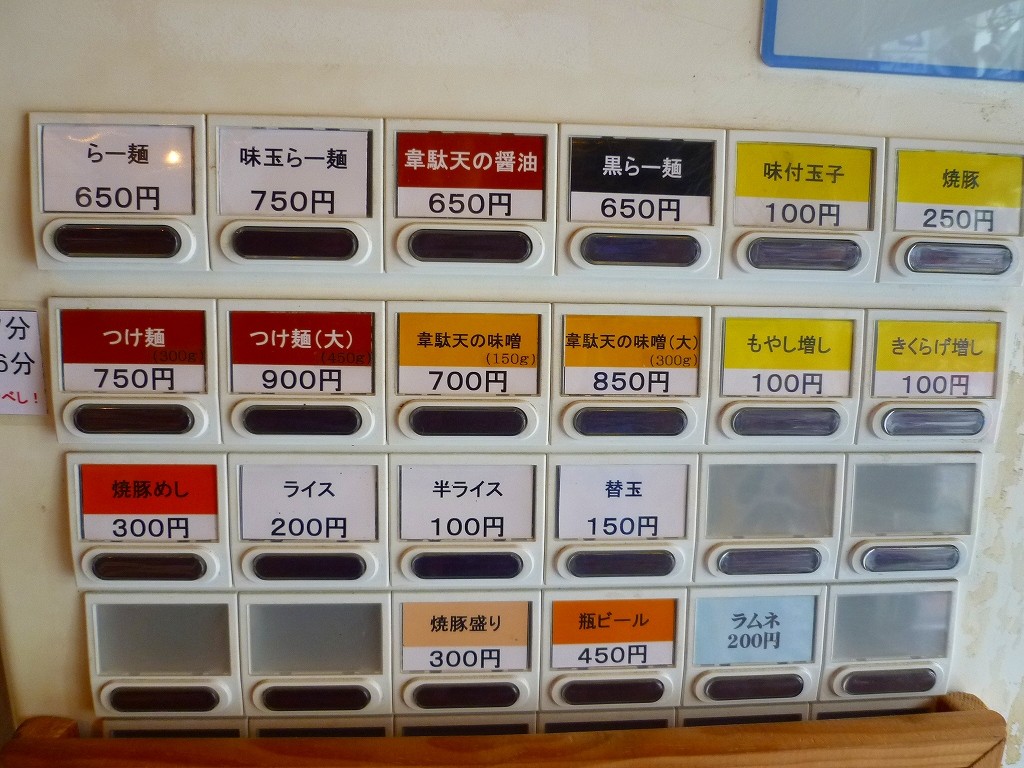 らー麺
650円
味玉らー麺
750円
韋駄天の醤油
650円
黒らー麺
650円
味付玉子
100円
焼豚
250円
つけ麺
(300g)
750円
つけ麺(大)
(450g)
900円
韋駄天の味噌
(150g)
700円
韋駄天の味噌(大)
(300g)
850円
もやし増し
100円
きくらげ増し
100円
分
6分
べし!
焼豚めし
300円
ライス
200円
半ライス
100円
替玉
150円
焼豚盛り
300円
瓶ビール
450円
ラムネ
200円